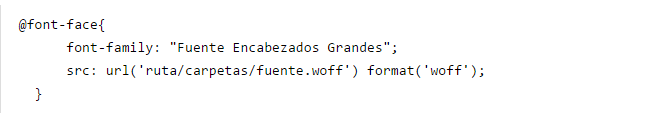 @font-face{
font-family: "Fuente Encabezados Grandes";
src: url('ruta/carpetas/fuente.woff') format('woff');
}